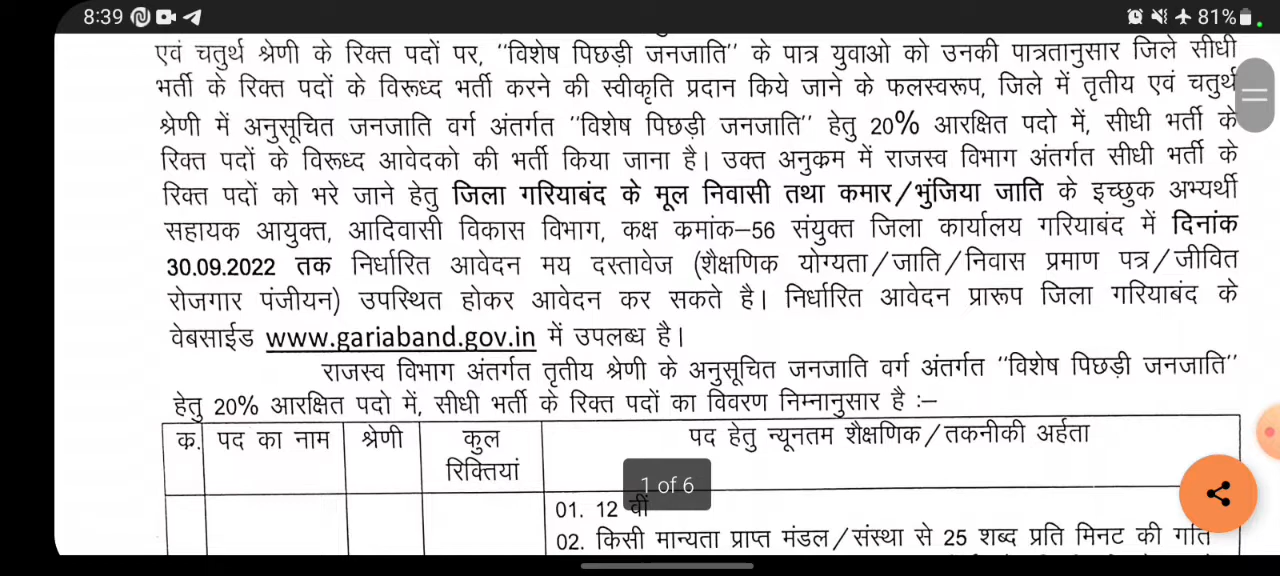 8:39
81%
एवं चतुर्थ श्रेणी के रिक्त पदों पर, "विशेष पिछड़ी जनजाति" के पात्र युवाओ को उनकी पात्रतानुसार जिले सीधी
भर्ती के रिक्त पदों के विरूध्द भर्ती करने की स्वीकृति प्रदान किये जाने के फलस्वरूप, जिले में तृतीय एवं चतुर्थ
श्रेणी में अनुसूचित जनजाति वर्ग अंतर्गत "विशेष पिछड़ी जनजाति" हेतु 20% आरक्षित पदो में, सीधी भर्ती के
रिक्त पदों के विरूध्द आवेदको की भर्ती किया जाना है। उक्त अनुक्रम में राजस्व विभाग अंतर्गत सीधी भर्ती के
रिक्त पदों को भरे जाने हेतु जिला गरियाबंद के मूल निवासी तथा कमार/भुंजिया जाति के इच्छुक अभ्यर्थी
सहायक आयुक्त, आदिवासी विकास विभाग, कक्ष क्रमांक-56 संयुक्त जिला कार्यालय गरियाबंद में दिनांक
30.09.2022 तक निर्धारित आवेदन मय दस्तावेज (शैक्षणिक योग्यता/जाति/निवास प्रमाण पत्र/जीवित
रोजगार पंजीयन) उपस्थित होकर आवेदन कर सकते है। निर्धारित आवेदन प्रारूप जिला गरियाबंद के
वेबसाईड www.gariaband.gov.in में उपलब्ध है।
राजस्व विभाग अंतर्गत तृतीय श्रेणी के अनुसूचित जनजाति वर्ग अंतर्गत "विशेष पिछड़ी जनजाति"
हेतु 20% आरक्षित पदो में, सीधी भर्ती के रिक्त पदों का विवरण निम्नानुसार है :-
क्र. पद का नाम श्रेणी कुल रिक्तियां पद हेतु न्यूनतम शैक्षणिक/तकनीकी अर्हता
1 of 6
01. 12 वीं
02. किसी मान्यता प्राप्त मंडल/संस्था से 25 शब्द प्रति मिनट की गति